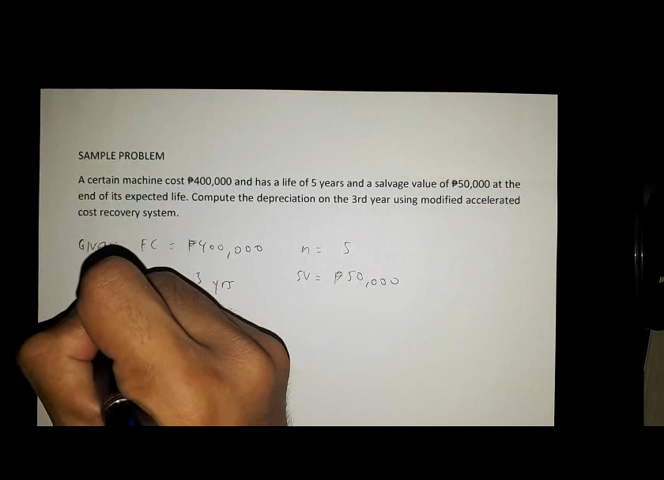 SAMPLE PROBLEM
A certain machine cost ₱400,000 and has a life of 5 years and a salvage value of ₱50,000 at the
end of its expected life. Compute the depreciation on the 3rd year using modified accelerated
cost recovery system.
FC = ₱400,000 n = 5
3 yrs SV = ₱50,000